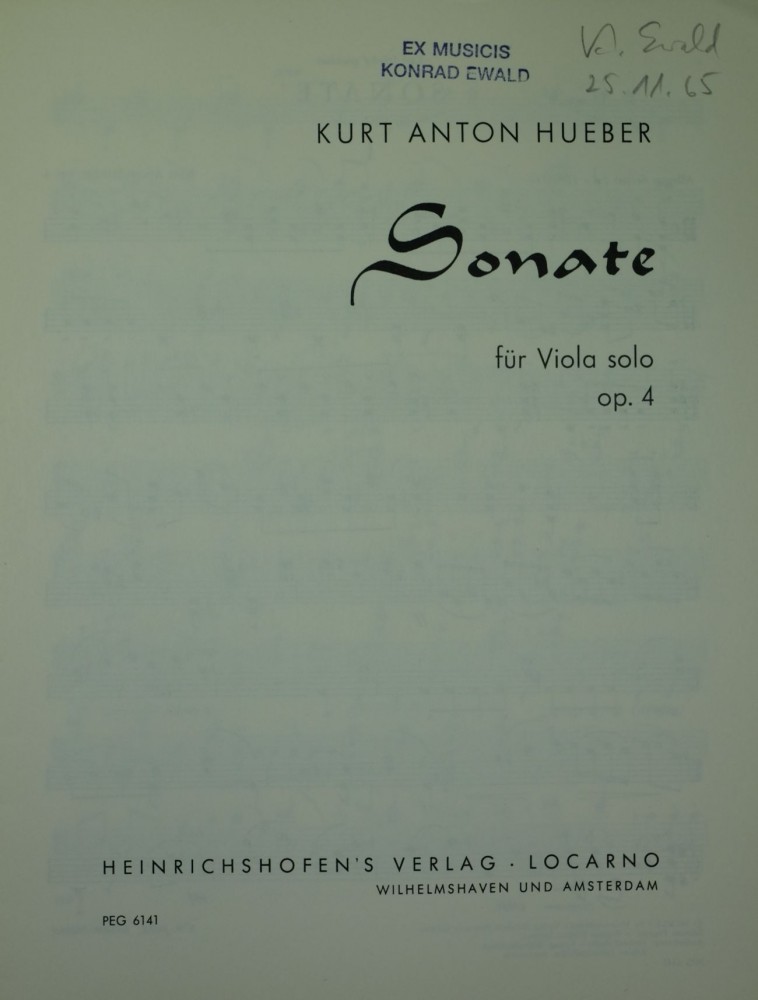 EX MUSICIS
KONRAD EWALD
Ewald
25.11.65
KURT ANTON HUEBER
Sonate
für Viola solo
op. 4
HEINRICHSHOFEN'S VERLAG · LOCARNO
WILHELMSHAVEN UND AMSTERDAM
PEG 6141